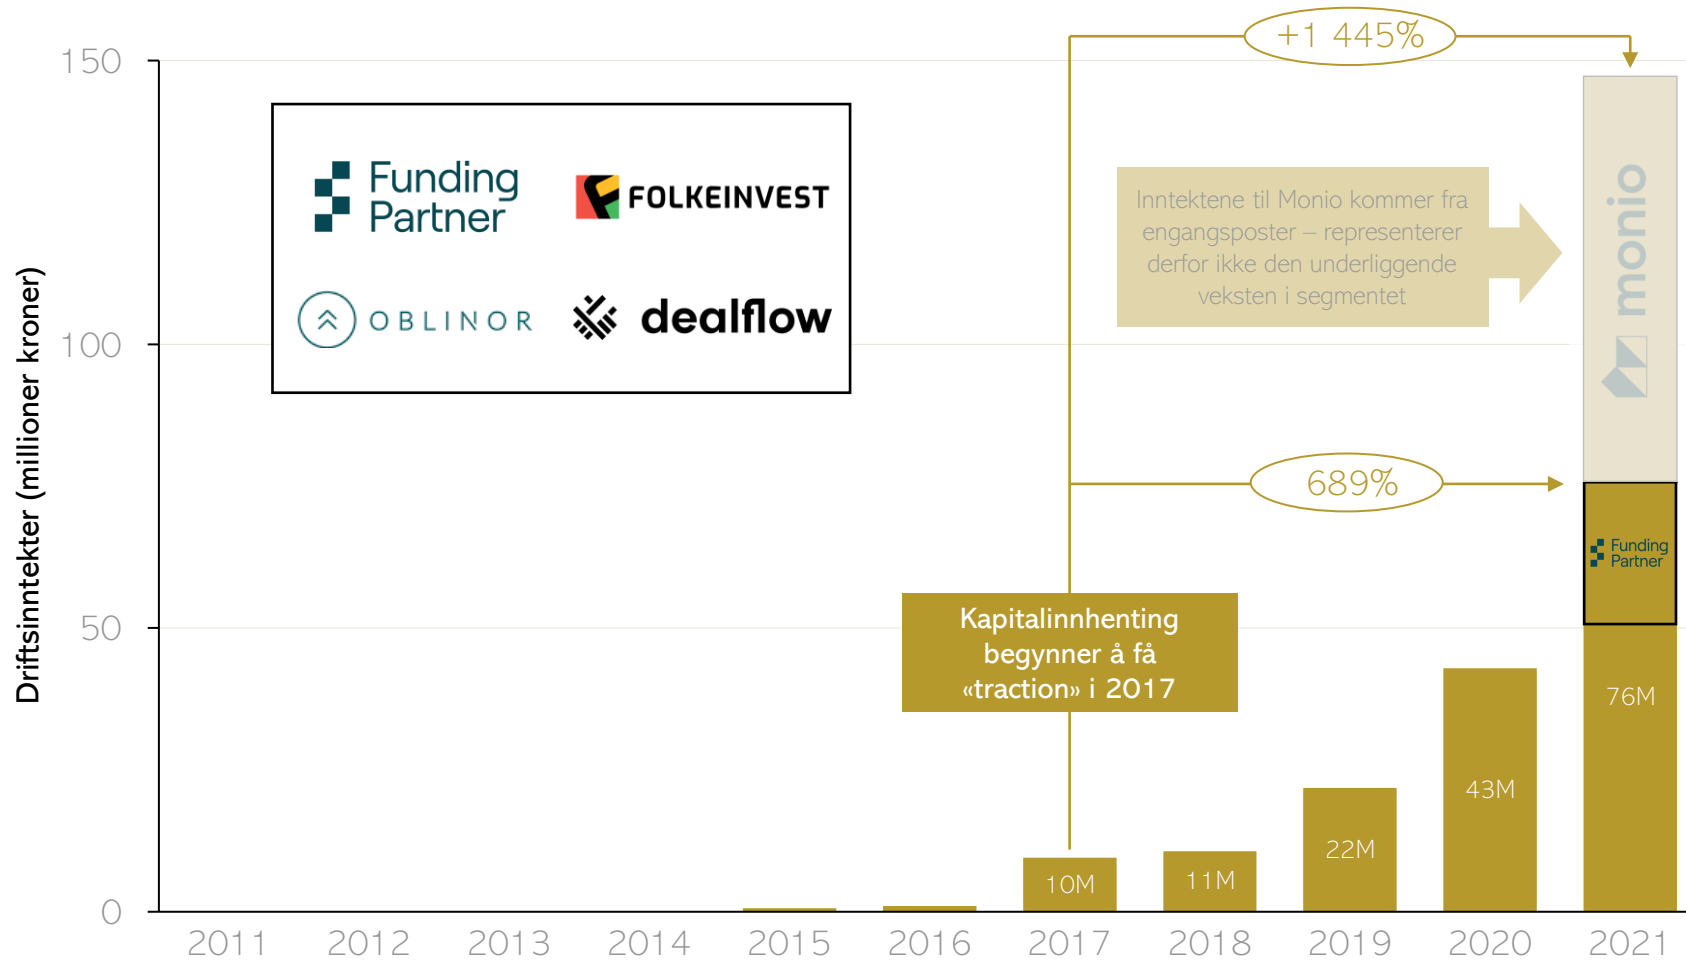 +1 445%
150
Funding
Partner
FOLKEINVEST
OBLINOR
dealflow
Inntektene til Monio kommer fra
engangsposter – representerer
derfor ikke den underliggende
veksten i segmentet
monio
Driftsinntekter (millioner kroner)
100
689%
Funding
Partner
Kapitalinnhenting
begynner å få
«traction» i 2017
50
76M
43M
22M
11M
10M
0
2011
2012
2013
2014
2015
2016
2017
2018
2019
2020
2021